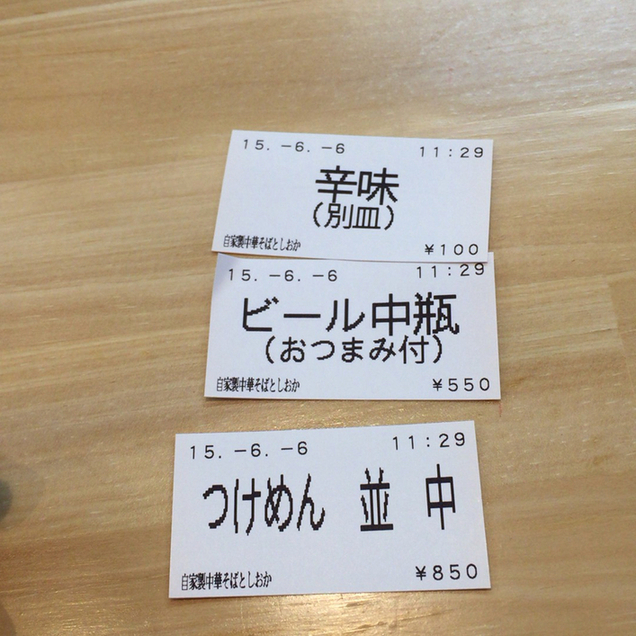 15.-6.-6 11:29
辛味
(別皿)
自家製中華そばとしおか ¥100
15.-6.-6 11:29
ビール中瓶
(おつまみ付)
自家製中華そばとしおか ¥550
15.-6.-6 11:29
つけめん 並 中
自家製中華そばとしおか ¥850